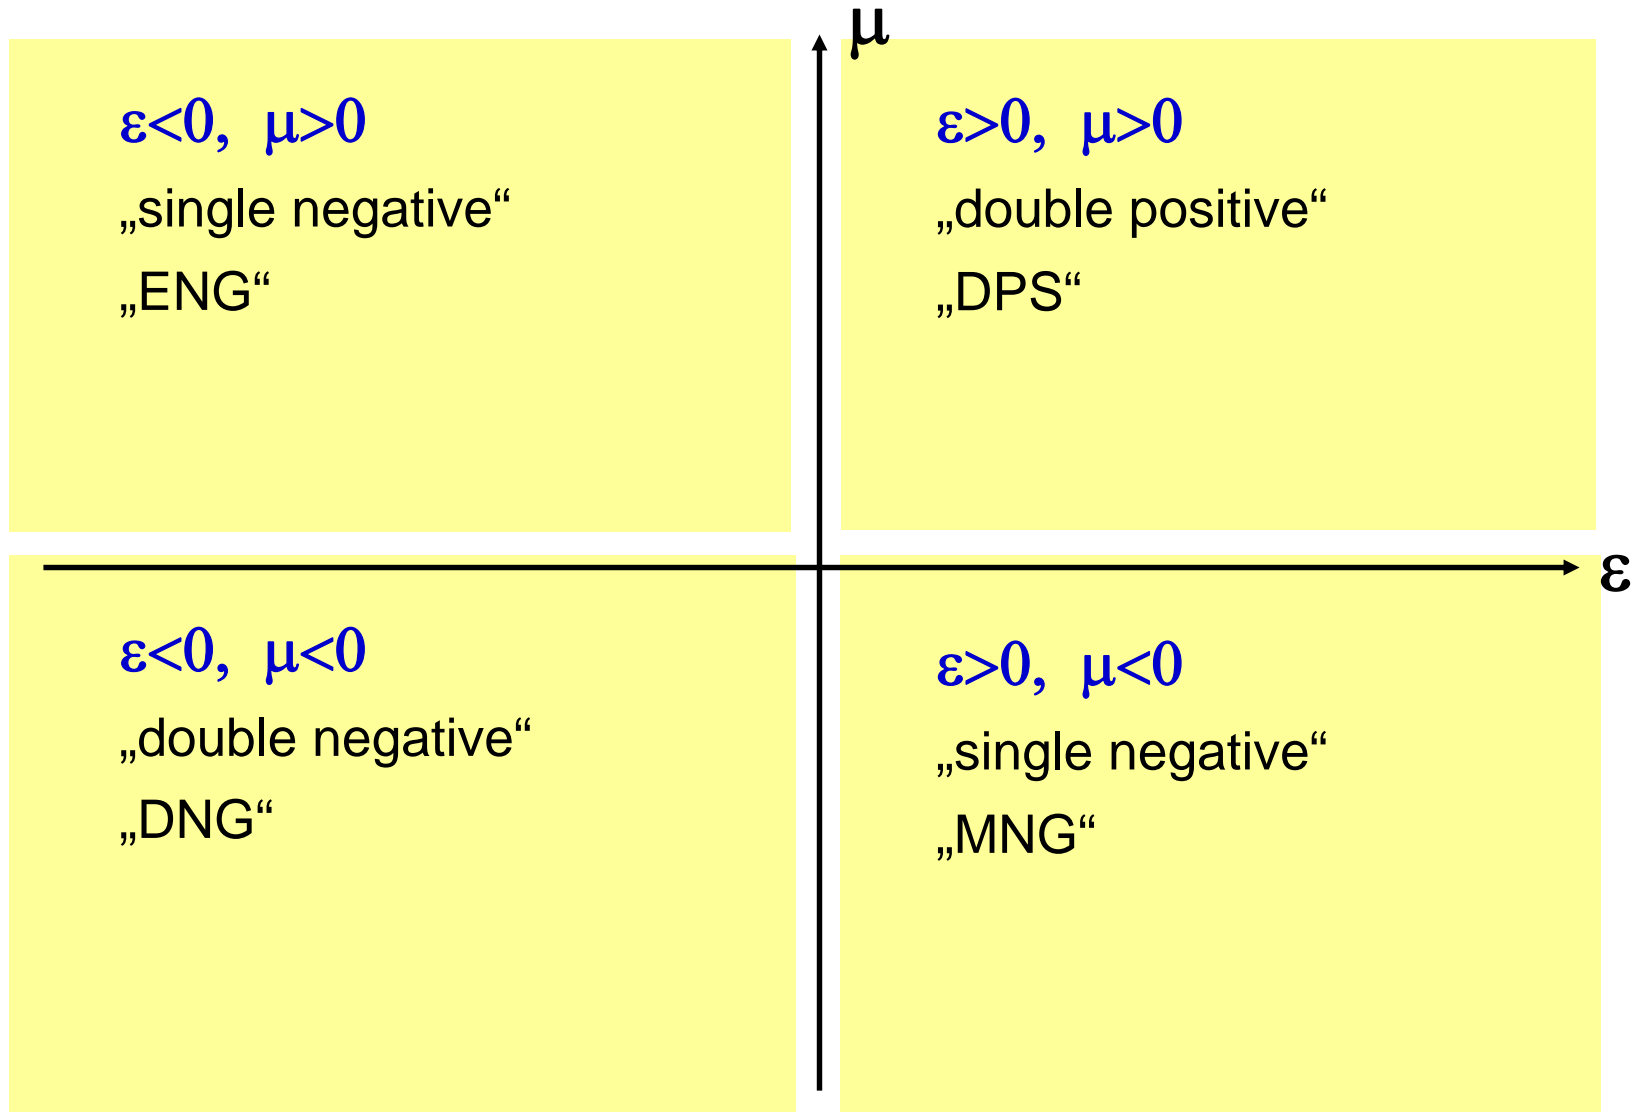 μ
ε<0, μ>0
„single negative“
„ENG“
ε>0, μ>0
„double positive“
„DPS“
ε
ε<0, μ<0
„double negative“
„DNG“
ε>0, μ<0
„single negative“
„MNG“